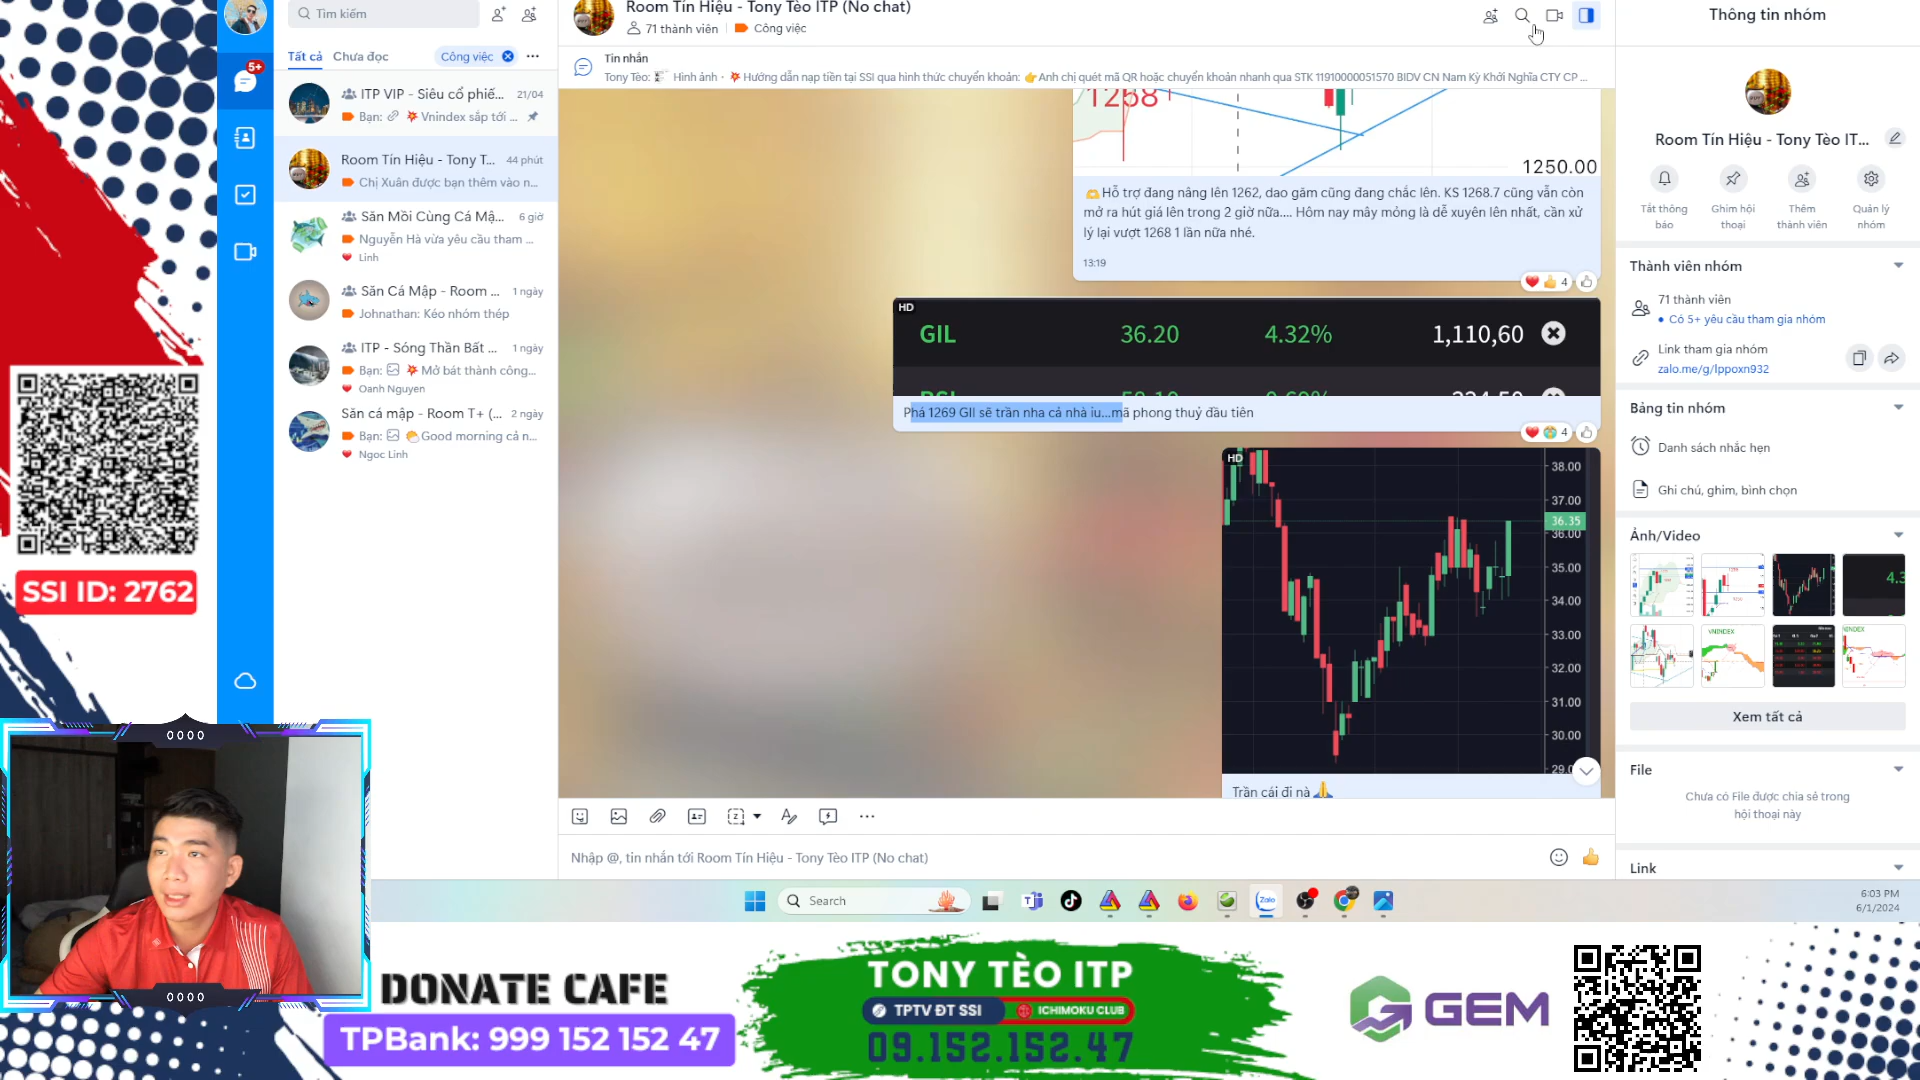 Tìm kiếm
Tất cả
Chưa đọc
Công việc
5+
ITP VIP - Siêu cổ phiế...
21/04
Bạn: Vnindex sắp tới ...
Room Tín Hiệu - Tony T...
44 phút
Chị Xuân được bạn thêm vào n...
Săn Mồi Cùng Cá Mậ...
6 giờ
Nguyễn Hà vừa yêu cầu tham ...
Linh
Săn Cá Mập - Room ...
1 ngày
Johnathan: Kéo nhóm thép
ITP - Sóng Thần Bất ...
1 ngày
Bạn: Mở bát thành công...
Oanh Nguyen
Săn cá mập - Room T+ (...
2 ngày
Bạn: Good morning cả n...
Ngoc Linh
Room Tín Hiệu - Tony Tèo ITP (No chat)
71 thành viên
Công việc
Tin nhắn
Tony Tèo: Hình ảnh · 💥Hướng dẫn nạp tiền tại SSI qua hình thức chuyển khoản: 👉Anh chị quét mã QR hoặc chuyển khoản nhanh qua STK 11910000051570 BIDV CN Nam Kỳ Khởi Nghĩa CTY CP ...
1268
1250.00
🫶Hỗ trợ đang nâng lên 1262, dao găm cũng đang chắc lên. KS 1268.7 cũng vẫn còn
mở ra hút giá lên trong 2 giờ nữa.... Hôm nay mây mỏng là dễ xuyên lên nhất, cần xử
lý lại vượt 1268 1 lần nữa nhé.
13:19
4
HD
GIL 36.20 4.32% 1,110,60
Phá 1269 GIl sẽ trần nha cả nhà iu...mã phong thuỷ đầu tiên
4
HD
38.00
37.00
36.35
36.00
35.00
34.00
33.00
32.00
31.00
30.00
29.0
Trần cái đi nà 🙏
Nhập @, tin nhắn tới Room Tín Hiệu - Tony Tèo ITP (No chat)
Thông tin nhóm
Room Tín Hiệu - Tony Tèo IT...
Tắt thông
báo
Ghim hội
thoại
Thêm
thành viên
Quản lý
nhóm
Thành viên nhóm
71 thành viên
Có 5+ yêu cầu tham gia nhóm
Link tham gia nhóm
zalo.me/g/lppoxn932
Bảng tin nhóm
Danh sách nhắc hẹn
Ghi chú, ghim, bình chọn
Ảnh/Video
4.3
VNINDEX
Xem tất cả
File
Chưa có File được chia sẻ trong
hội thoại này
Link
Search
Zalo
6:03 PM
6/1/2024
SSI ID: 2762
DONATE CAFE
TPBank: 999 152 152 47
TONY TÈO ITP
TPTV ĐT SSI
ICHIMOKU CLUB
09.152.152.47
GEM